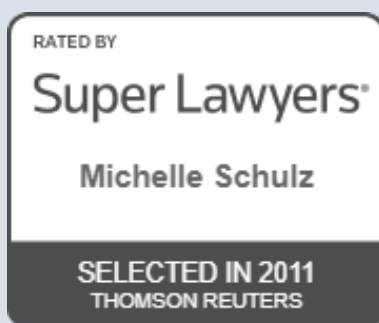 RATED BY
Super Lawyers®
Michelle Schulz
SELECTED IN 2011
THOMSON REUTERS